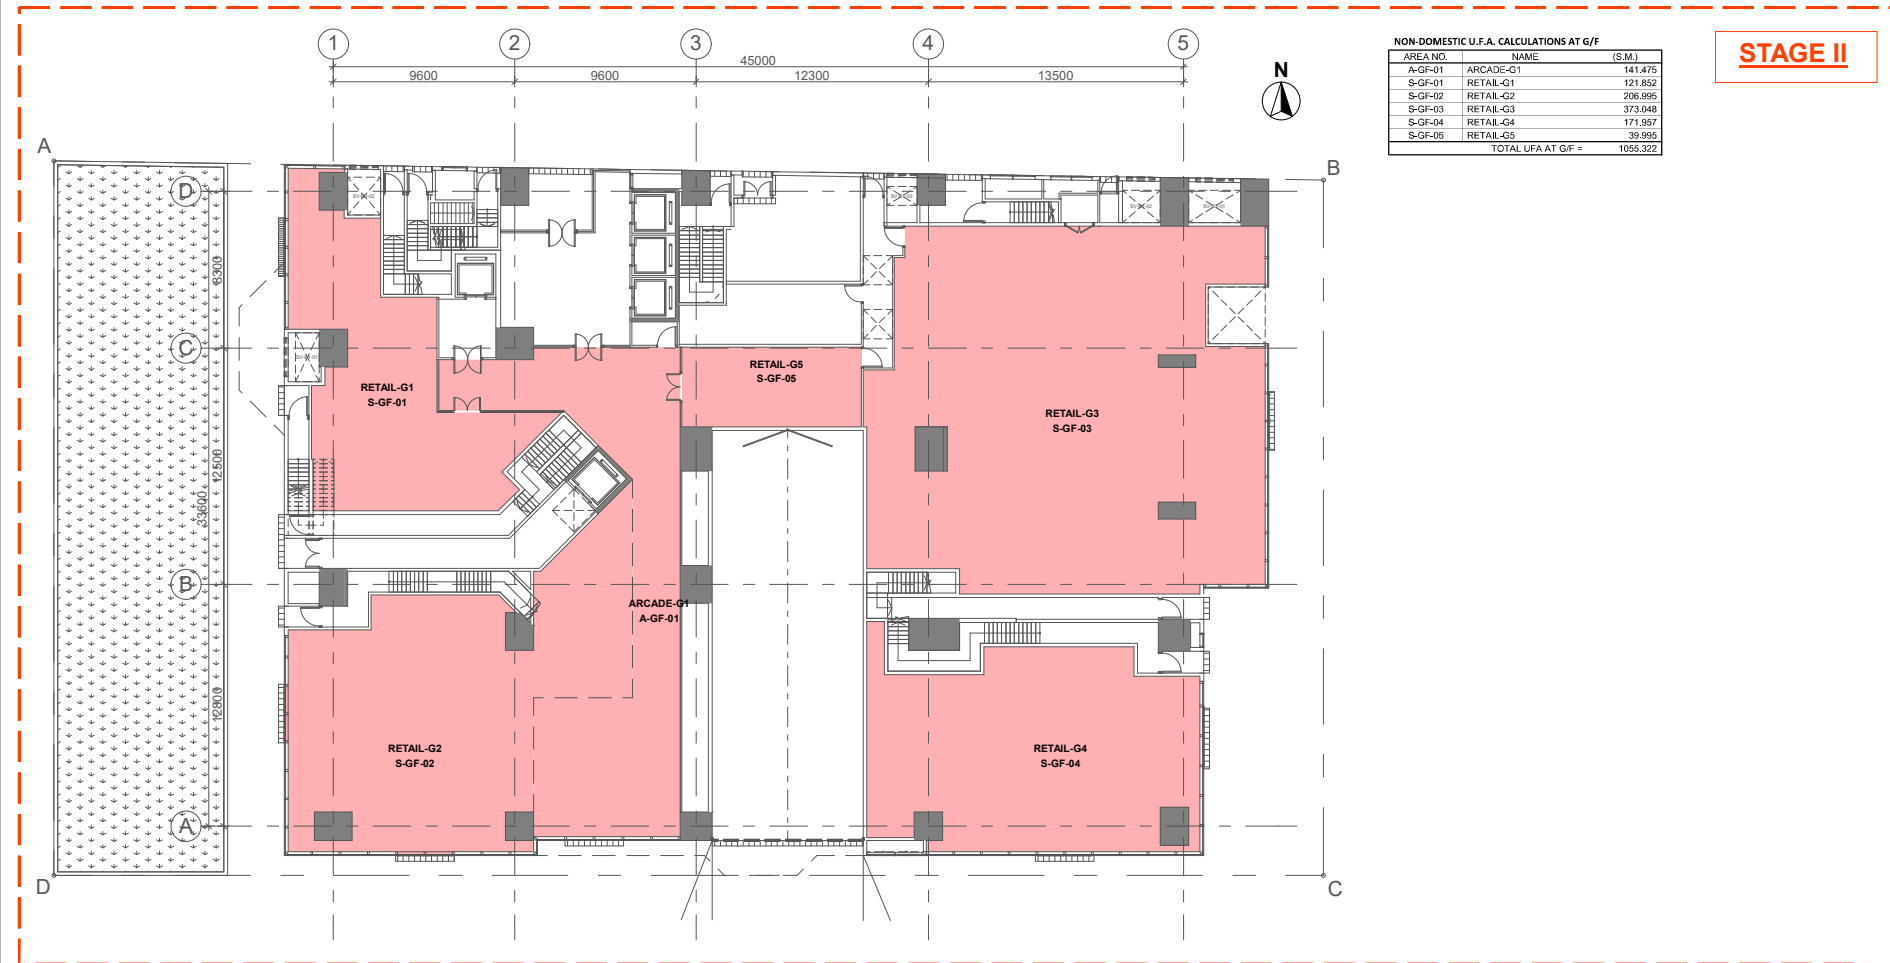 STAGE II
NON-DOMESTIC U.F.A. CALCULATIONS AT G/F
AREA NO. NAME (S.M.)
A-GF-01 ARCADE-G1 141.475
S-GF-01 RETAIL-G1 121.852
S-GF-02 RETAIL-G2 206.995
S-GF-03 RETAIL-G3 373.048
S-GF-04 RETAIL-G4 171.957
S-GF-05 RETAIL-G5 39.995
TOTAL UFA AT G/F = 1055.322
1 2 3 4 5
45000
9600 9600 12300 13500
N
A
B
D
8300
C
RETAIL-G5
S-GF-05
RETAIL-G1
S-GF-01
RETAIL-G3
S-GF-03
12500
33600
B
ARCADE-G1
A-GF-01
12800
RETAIL-G2
S-GF-02
RETAIL-G4
S-GF-04
A
D
C